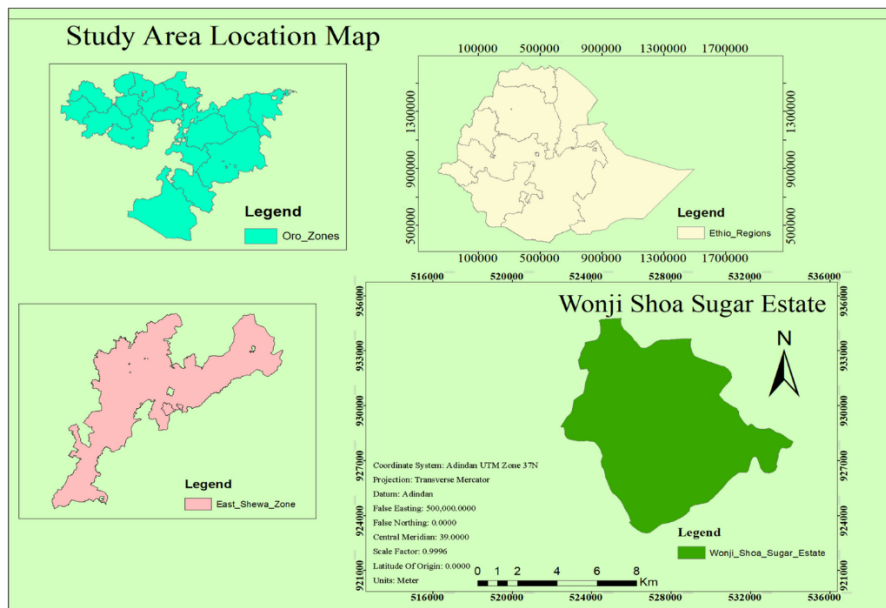 Study Area Location Map
Legend
Oro_Zones
100000 500000 900000 1300000 1700000
1300000
900000
500000
1300000
900000
500000
Legend
Ethio_Regions
100000 500000 900000 1300000 1700000
Legend
East_Shewa_Zone
516000 520000 524000 528000 532000 536000
936000
933000
930000
927000
924000
921000
936000
933000
930000
927000
924000
921000
Wonji Shoa Sugar Estate
N
Coordinate System: Adindan UTM Zone 37N
Projection: Transverse Mercator
Datum: Adindan
False Easting: 500,000.0000
False Northing: 0.0000
Central Meridian: 39.0000
Scale Factor: 0.9996
Latitude Of Origin: 0.0000
Units: Meter
Legend
Wonji_Shoa_Sugar_Estate
0 1 2 4 6 8
Km
516000 520000 524000 528000 532000 536000